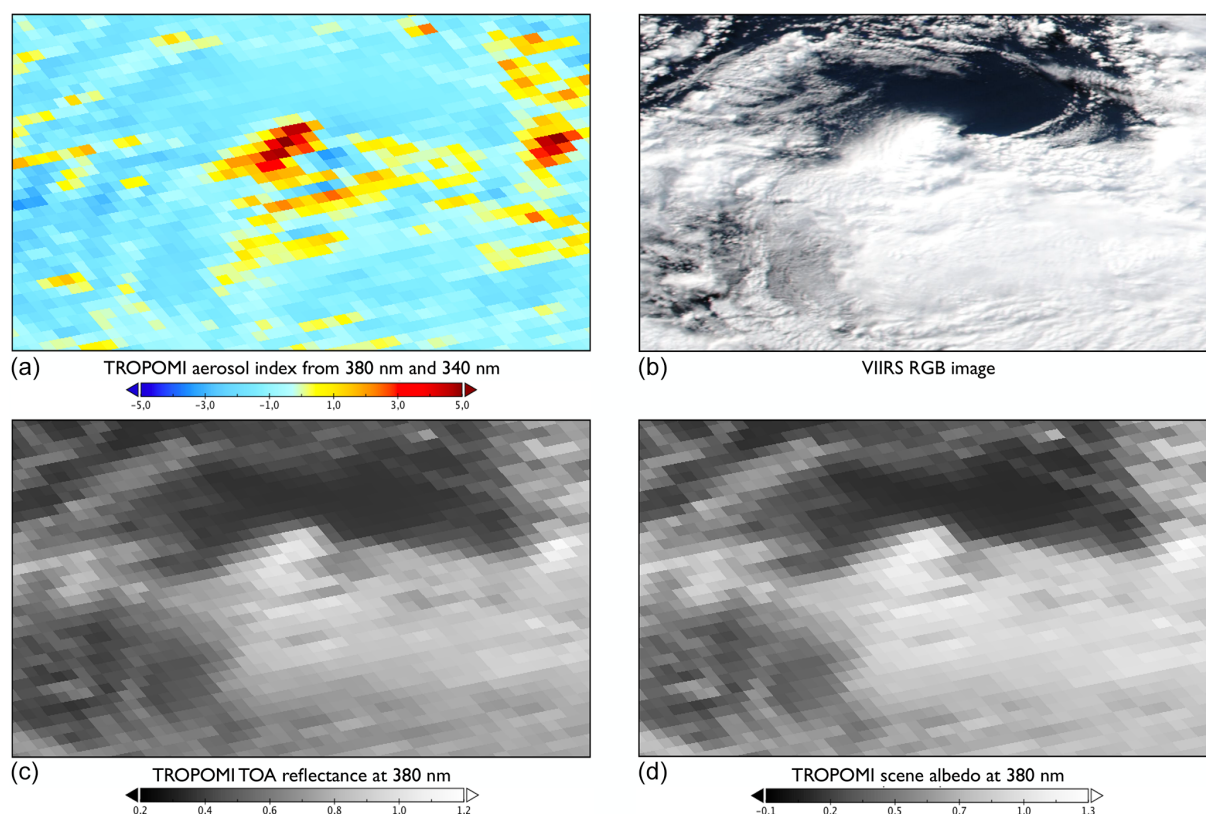 (a) TROPOMI aerosol index from 380 nm and 340 nm
-5,0 -3,0 -1,0 1,0 3,0 5,0
(b) VIIRS RGB image
(c) TROPOMI TOA reflectance at 380 nm
0.2 0.4 0.6 0.8 1.0 1.2
(d) TROPOMI scene albedo at 380 nm
-0.1 0.2 0.5 0.7 1.0 1.3